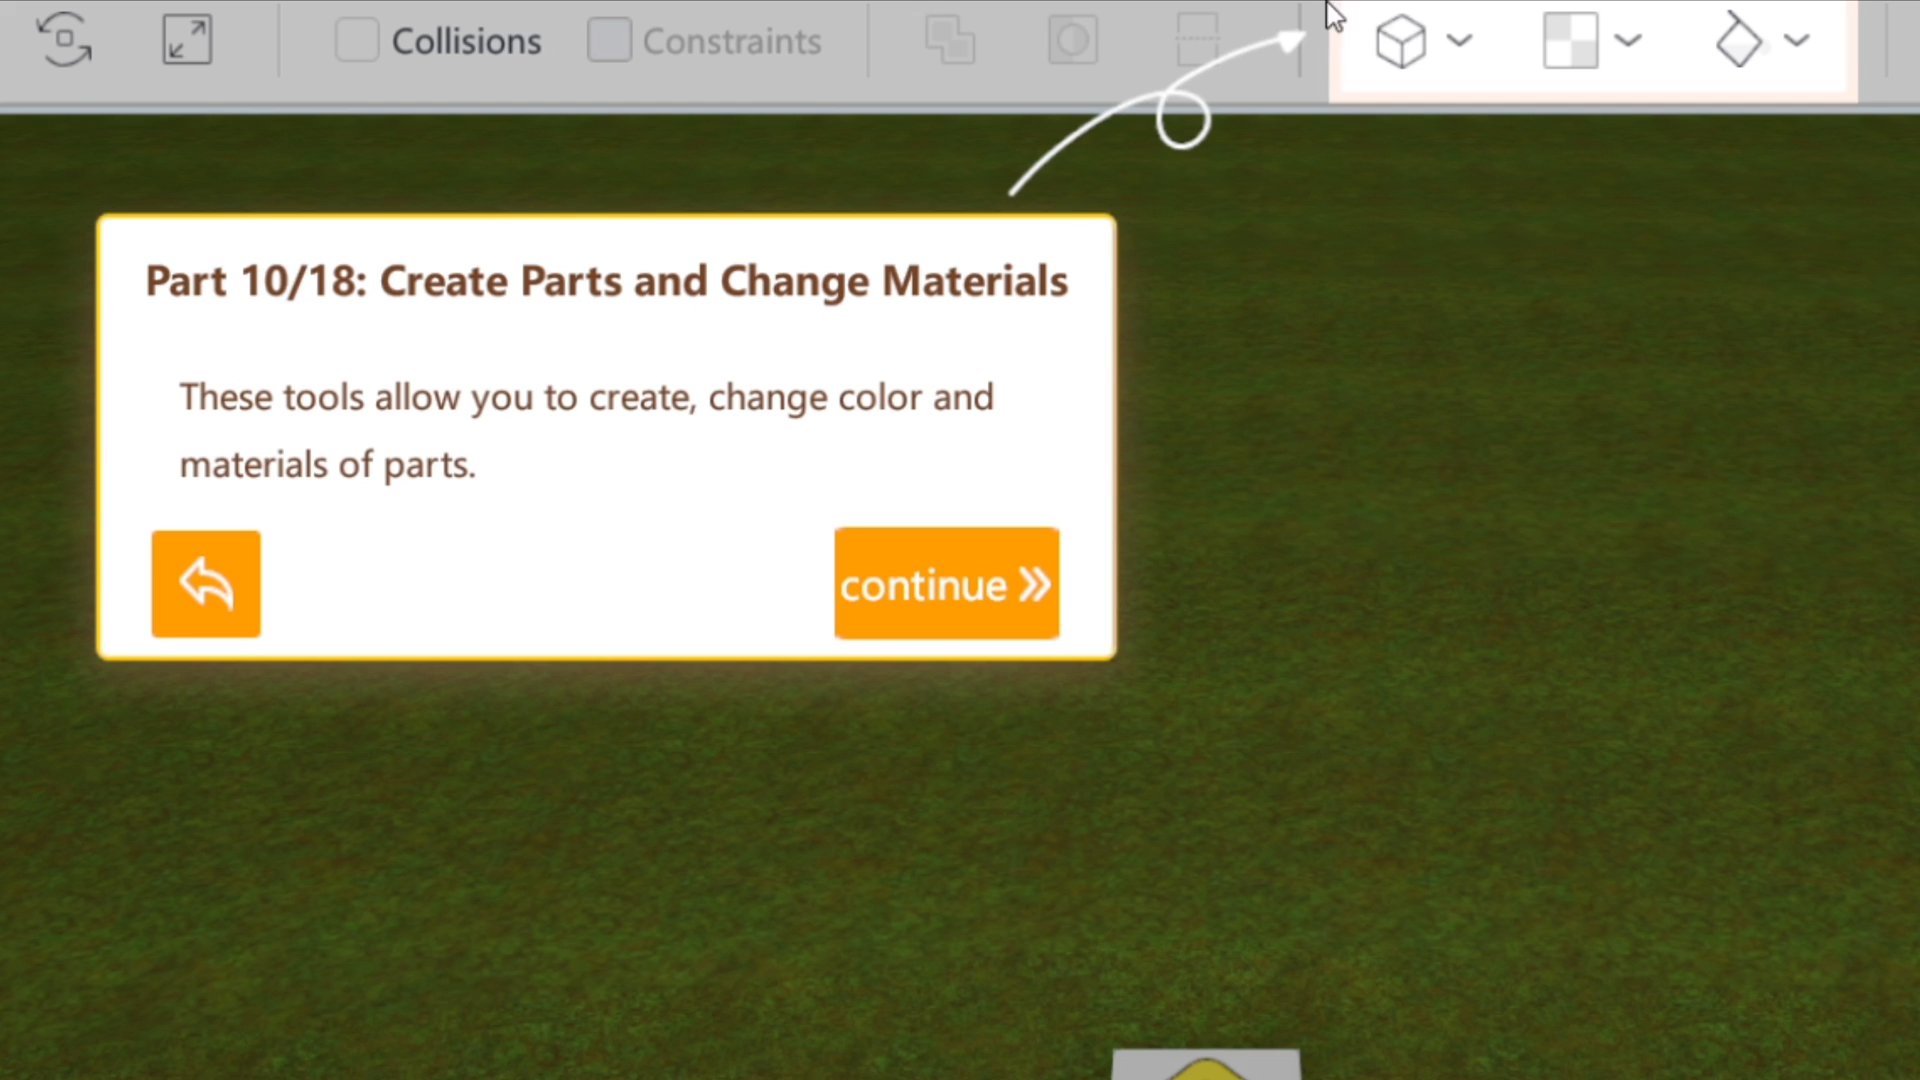 Collisions Constraints
Part 10/18: Create Parts and Change Materials
These tools allow you to create, change color and
materials of parts.
continue